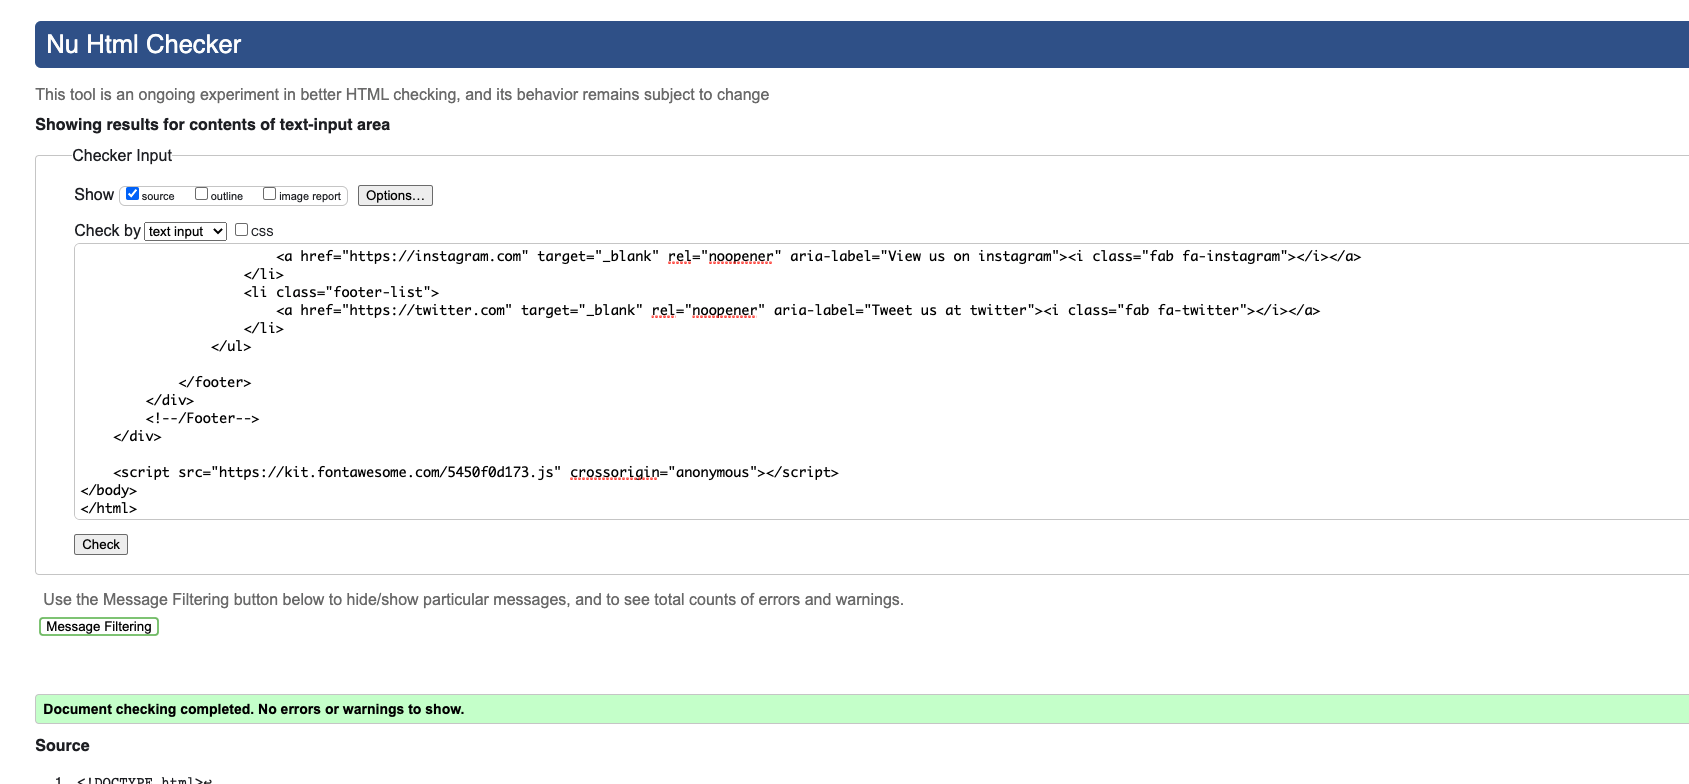 Nu Html Checker
This tool is an ongoing experiment in better HTML checking, and its behavior remains subject to change
Showing results for contents of text-input area
Checker Input
Show source outline image report Options...
Check by text input css
<a href="https://instagram.com" target="_blank" rel="noopener" aria-label="View us on instagram"><i class="fab fa-instagram"></i></a>
</li>
<li class="footer-list">
<a href="https://twitter.com" target="_blank" rel="noopener" aria-label="Tweet us at twitter"><i class="fab fa-twitter"></i></a>
</li>
</ul>
</footer>
</div>
<!--/Footer-->
</div>
<script src="https://kit.fontawesome.com/5450f0d173.js" crossorigin="anonymous"></script>
</body>
</html>
Check
Use the Message Filtering button below to hide/show particular messages, and to see total counts of errors and warnings.
Message Filtering
Document checking completed. No errors or warnings to show.
Source
1. <!DOCTYPE html>↩